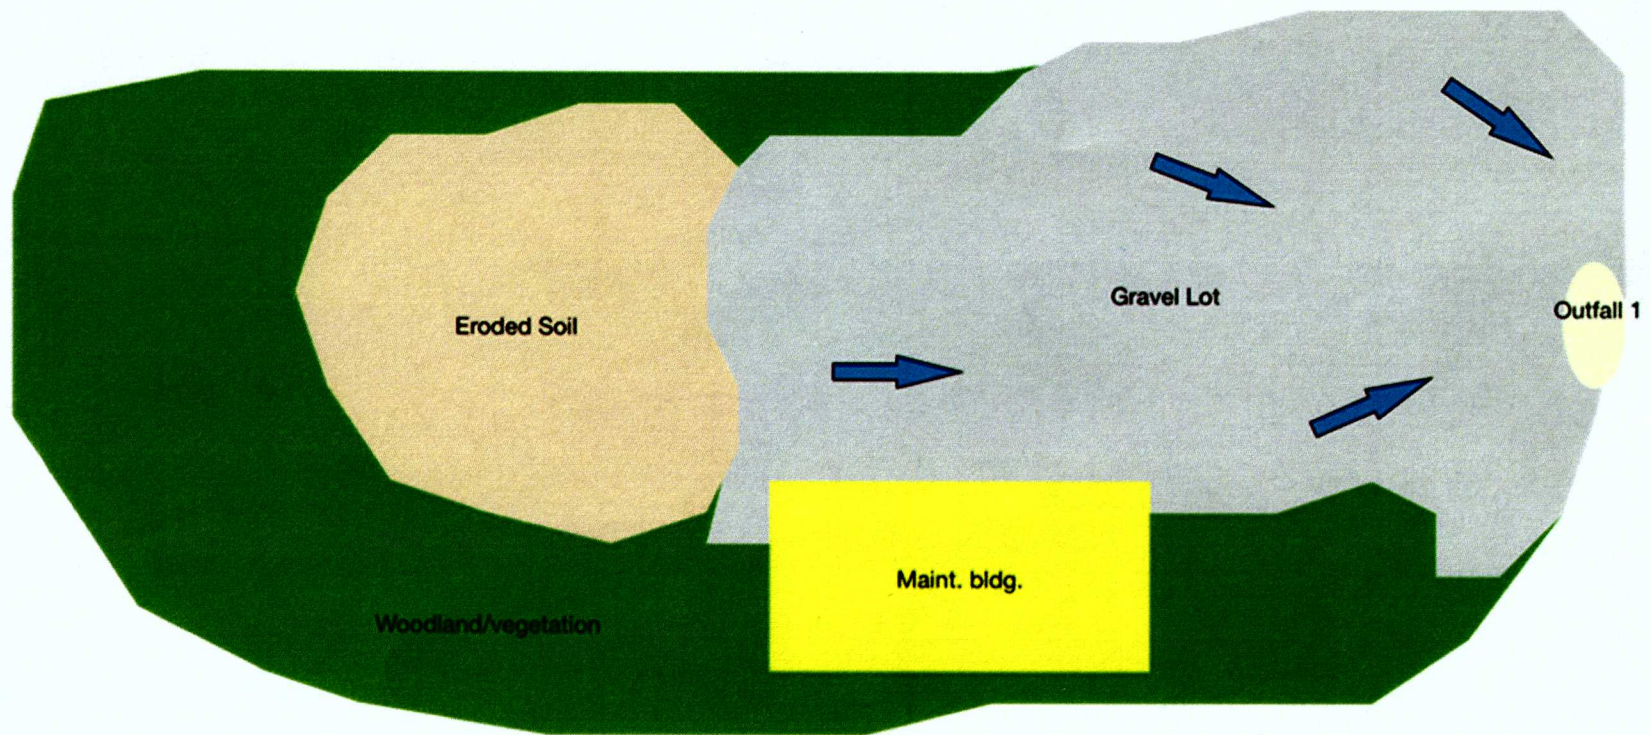 Gravel Lot
Outfall 1
Eroded Soil
Maint. bldg.
Woodland/vegetation